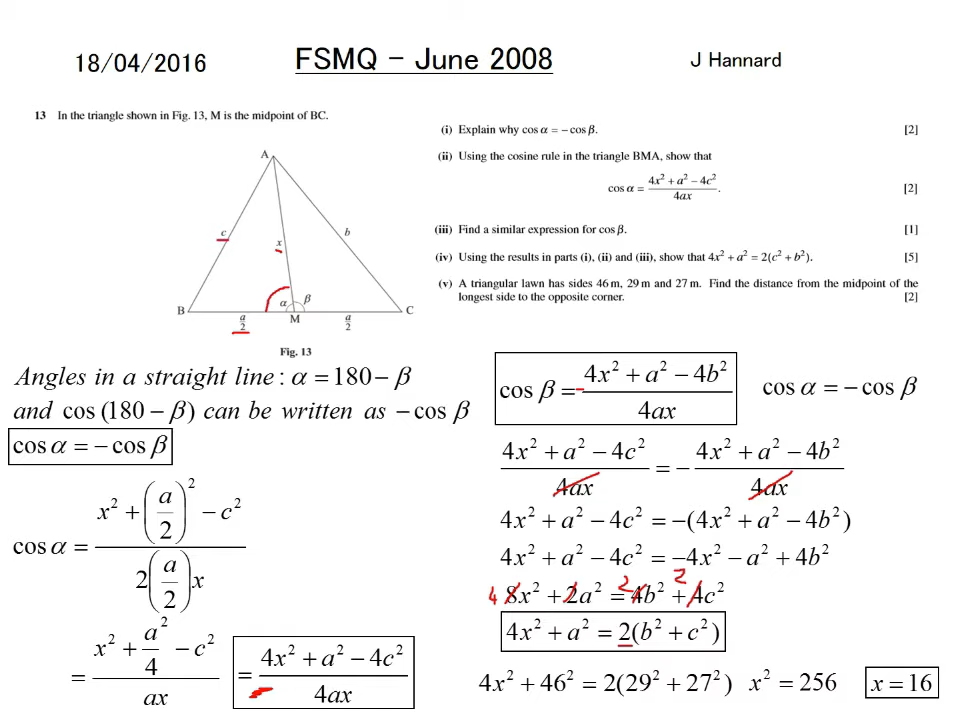 18/04/2016
FSMQ - June 2008
J Hannard
13 In the triangle shown in Fig. 13, M is the midpoint of BC.
A
c
x
b
B
α
β
C
a/2
M
a/2
Fig. 13
(i) Explain why cos α = −cos β. [2]
(ii) Using the cosine rule in the triangle BMA, show that
cos α = (4x² + a² − 4c²)/4ax. [2]
(iii) Find a similar expression for cos β. [1]
(iv) Using the results in parts (i), (ii) and (iii), show that 4x² + a² = 2(c² + b²). [5]
(v) A triangular lawn has sides 46 m, 29 m and 27 m. Find the distance from the midpoint of the
longest side to the opposite corner. [2]
Angles in a straight line : α = 180 − β
and cos (180 − β) can be written as − cos β
cos α = − cos β
cos α = (x² + (a/2)² − c²)/(2(a/2)x)
= (x² + a²/4 − c²)/ax
= (4x² + a² − 4c²)/4ax
cos β = -(4x² + a² − 4b²)/4ax
cos α = − cos β
(4x² + a² − 4c²)/4ax = − (4x² + a² − 4b²)/4ax
4x² + a² − 4c² = −(4x² + a² − 4b²)
4x² + a² − 4c² = −4x² − a² + 4b²
4 2 2
8x² + 2a² = 4b² + 4c²
4x² + a² = 2(b² + c²)
4x² + 46² = 2(29² + 27²) x² = 256 x = 16